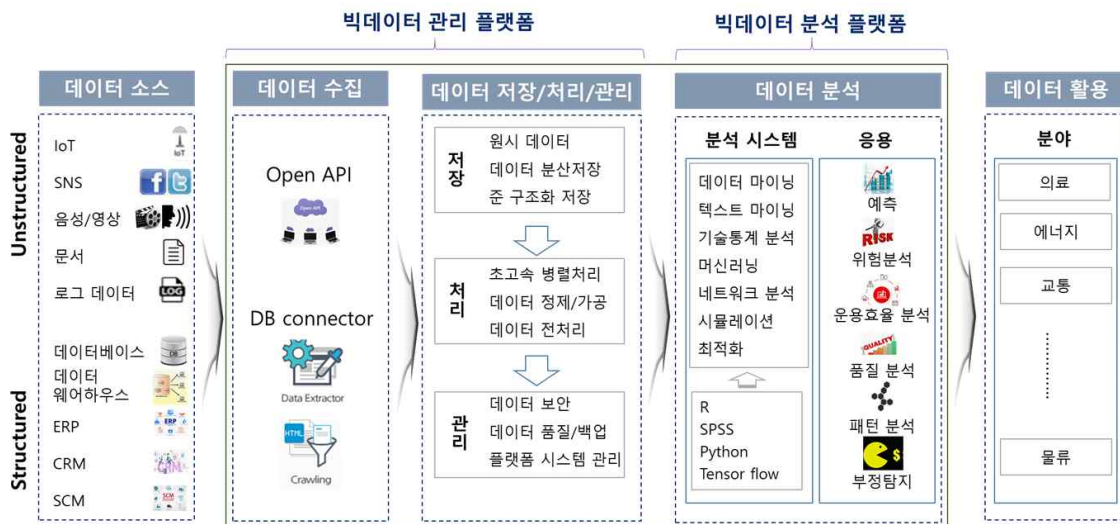 빅데이터 관리 플랫폼
빅데이터 분석 플랫폼
데이터 소스
데이터 수집
데이터 저장/처리/관리
데이터 분석
데이터 활용
Unstructured
IoT
IoT
SNS
음성/영상
문서
로그 데이터
LOG
Structured
데이터베이스
DB
데이터
웨어하우스
ERP
ERP
CRM
CRM
SCM
SCM
Open API
Open API
DB connector
Data Extractor
HTML
Crawling
저장
원시 데이터
데이터 분산저장
준 구조화 저장
처리
초고속 병렬처리
데이터 정제/가공
데이터 전처리
관리
데이터 보안
데이터 품질/백업
플랫폼 시스템 관리
분석 시스템
데이터 마이닝
텍스트 마이닝
기술통계 분석
머신러닝
네트워크 분석
시뮬레이션
최적화
R
SPSS
Python
Tensor flow
응용
예측
RISK
위험분석
운용효율 분석
QUALITY
품질 분석
패턴 분석
$
부정탐지
분야
의료
에너지
교통
물류